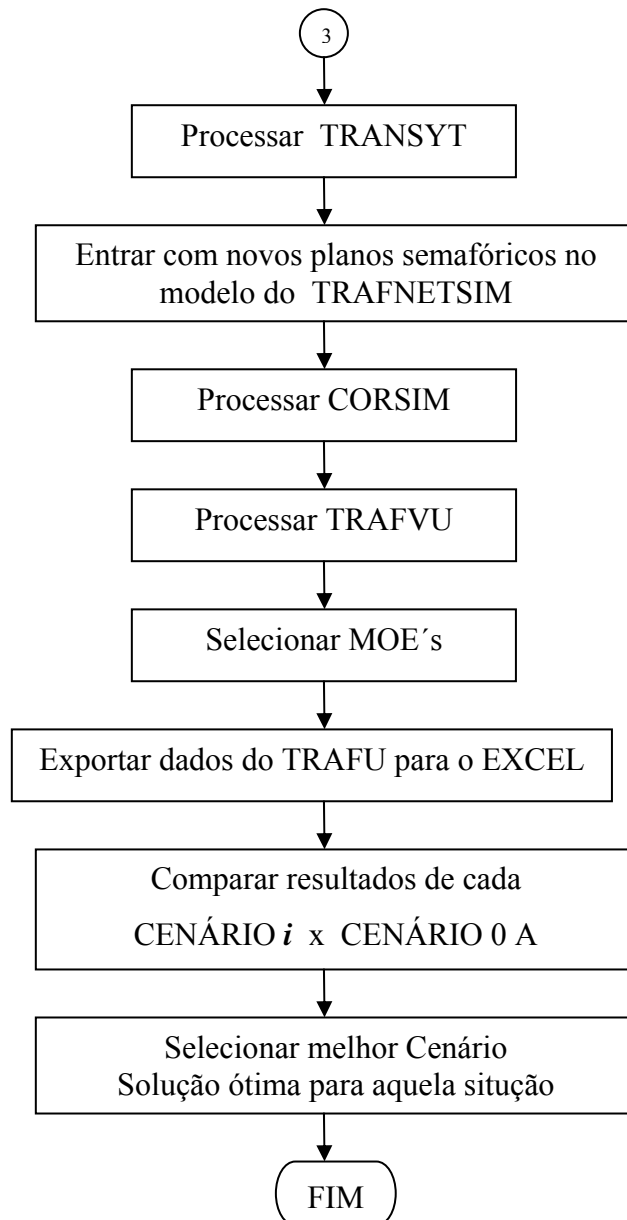 3
Processar TRANSYT
Entrar com novos planos semafóricos no
modelo do TRAFNETSIM
Processar CORSIM
Processar TRAFVU
Selecionar MOE´s
Exportar dados do TRAFU para o EXCEL
Comparar resultados de cada
CENÁRIO i x CENÁRIO 0 A
Selecionar melhor Cenário
Solução ótima para aquela situção
FIM